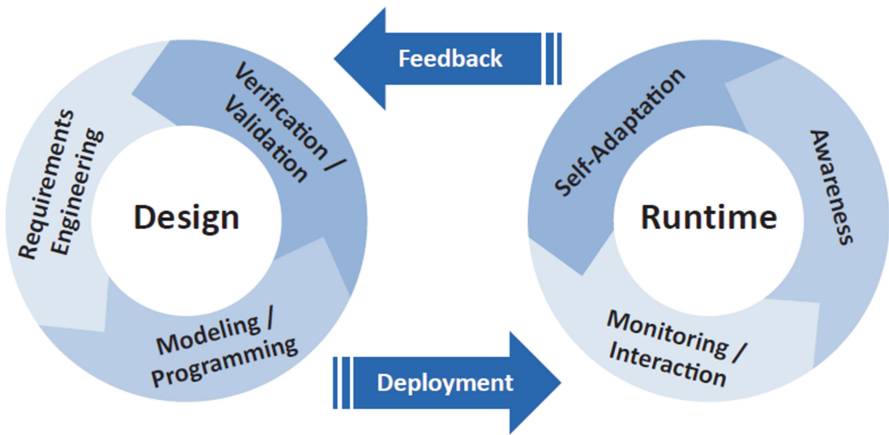 Feedback
Verification /
Validation
Requirements
Engineering
Design
Modeling /
Programming
Self-Adaptation
Awareness
Runtime
Monitoring /
Interaction
Deployment